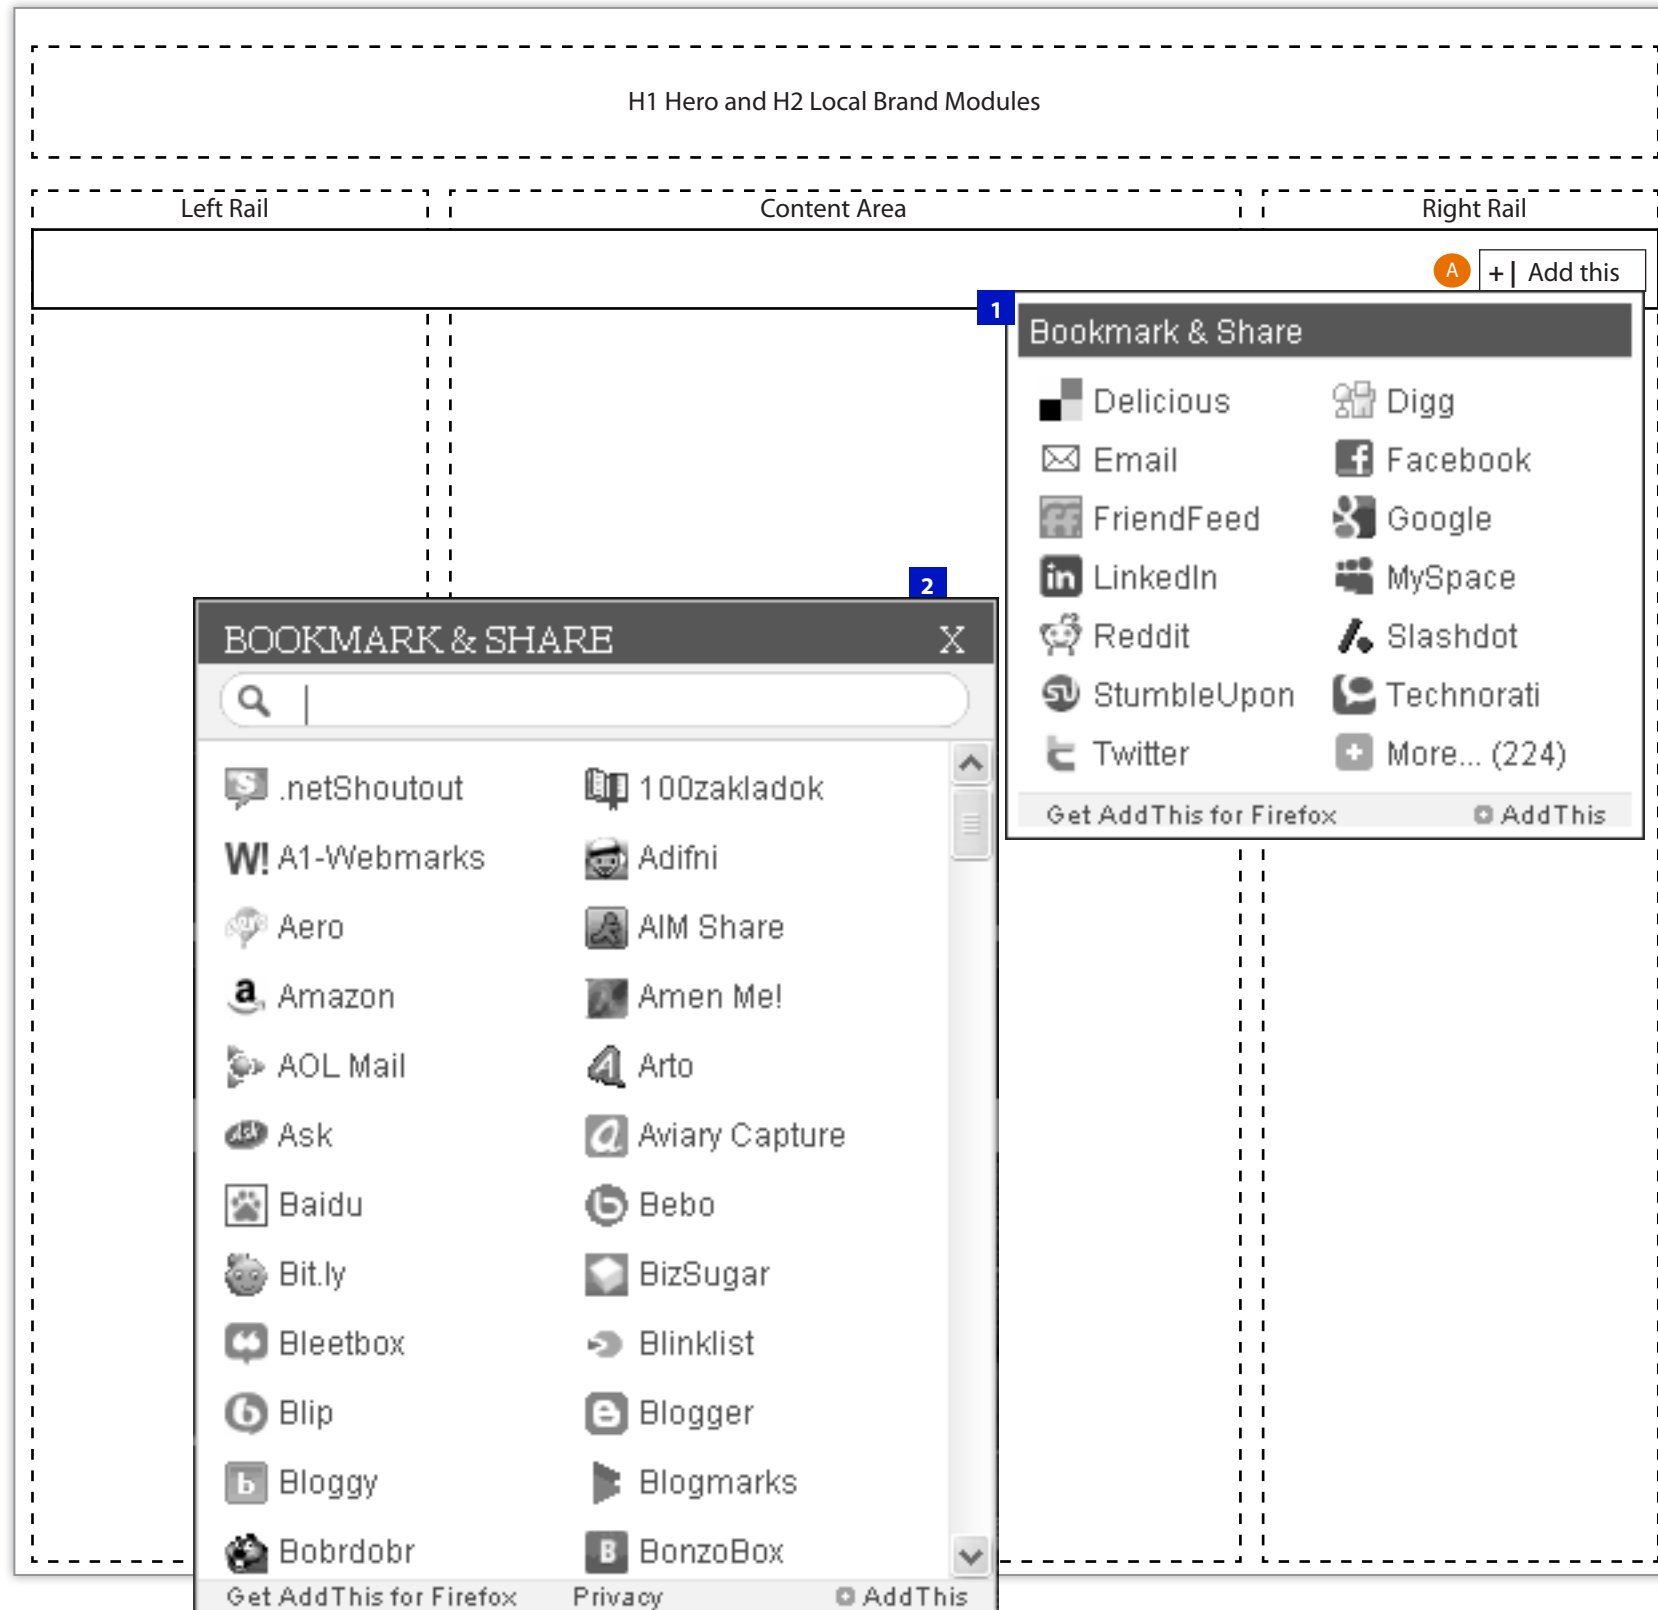 H1 Hero and H2 Local Brand Modules
Left Rail Content Area Right Rail
A + | Add this
1
Bookmark & Share
Delicious Digg
Email Facebook
FriendFeed Google
LinkedIn MySpace
Reddit Slashdot
StumbleUpon Technorati
Twitter More... (224)
Get AddThis for Firefox AddThis
2
BOOKMARK & SHARE X
.netShoutout 100zakladok
A1-Webmarks Adifni
Aero AIM Share
Amazon Amen Me!
AOL Mail Arto
Ask Aviary Capture
Baidu Bebo
Bit.ly BizSugar
Bleetbox Blinklist
Blip Blogger
Bloggy Blogmarks
Bobrdobr BonzoBox
Get AddThis for Firefox Privacy AddThis